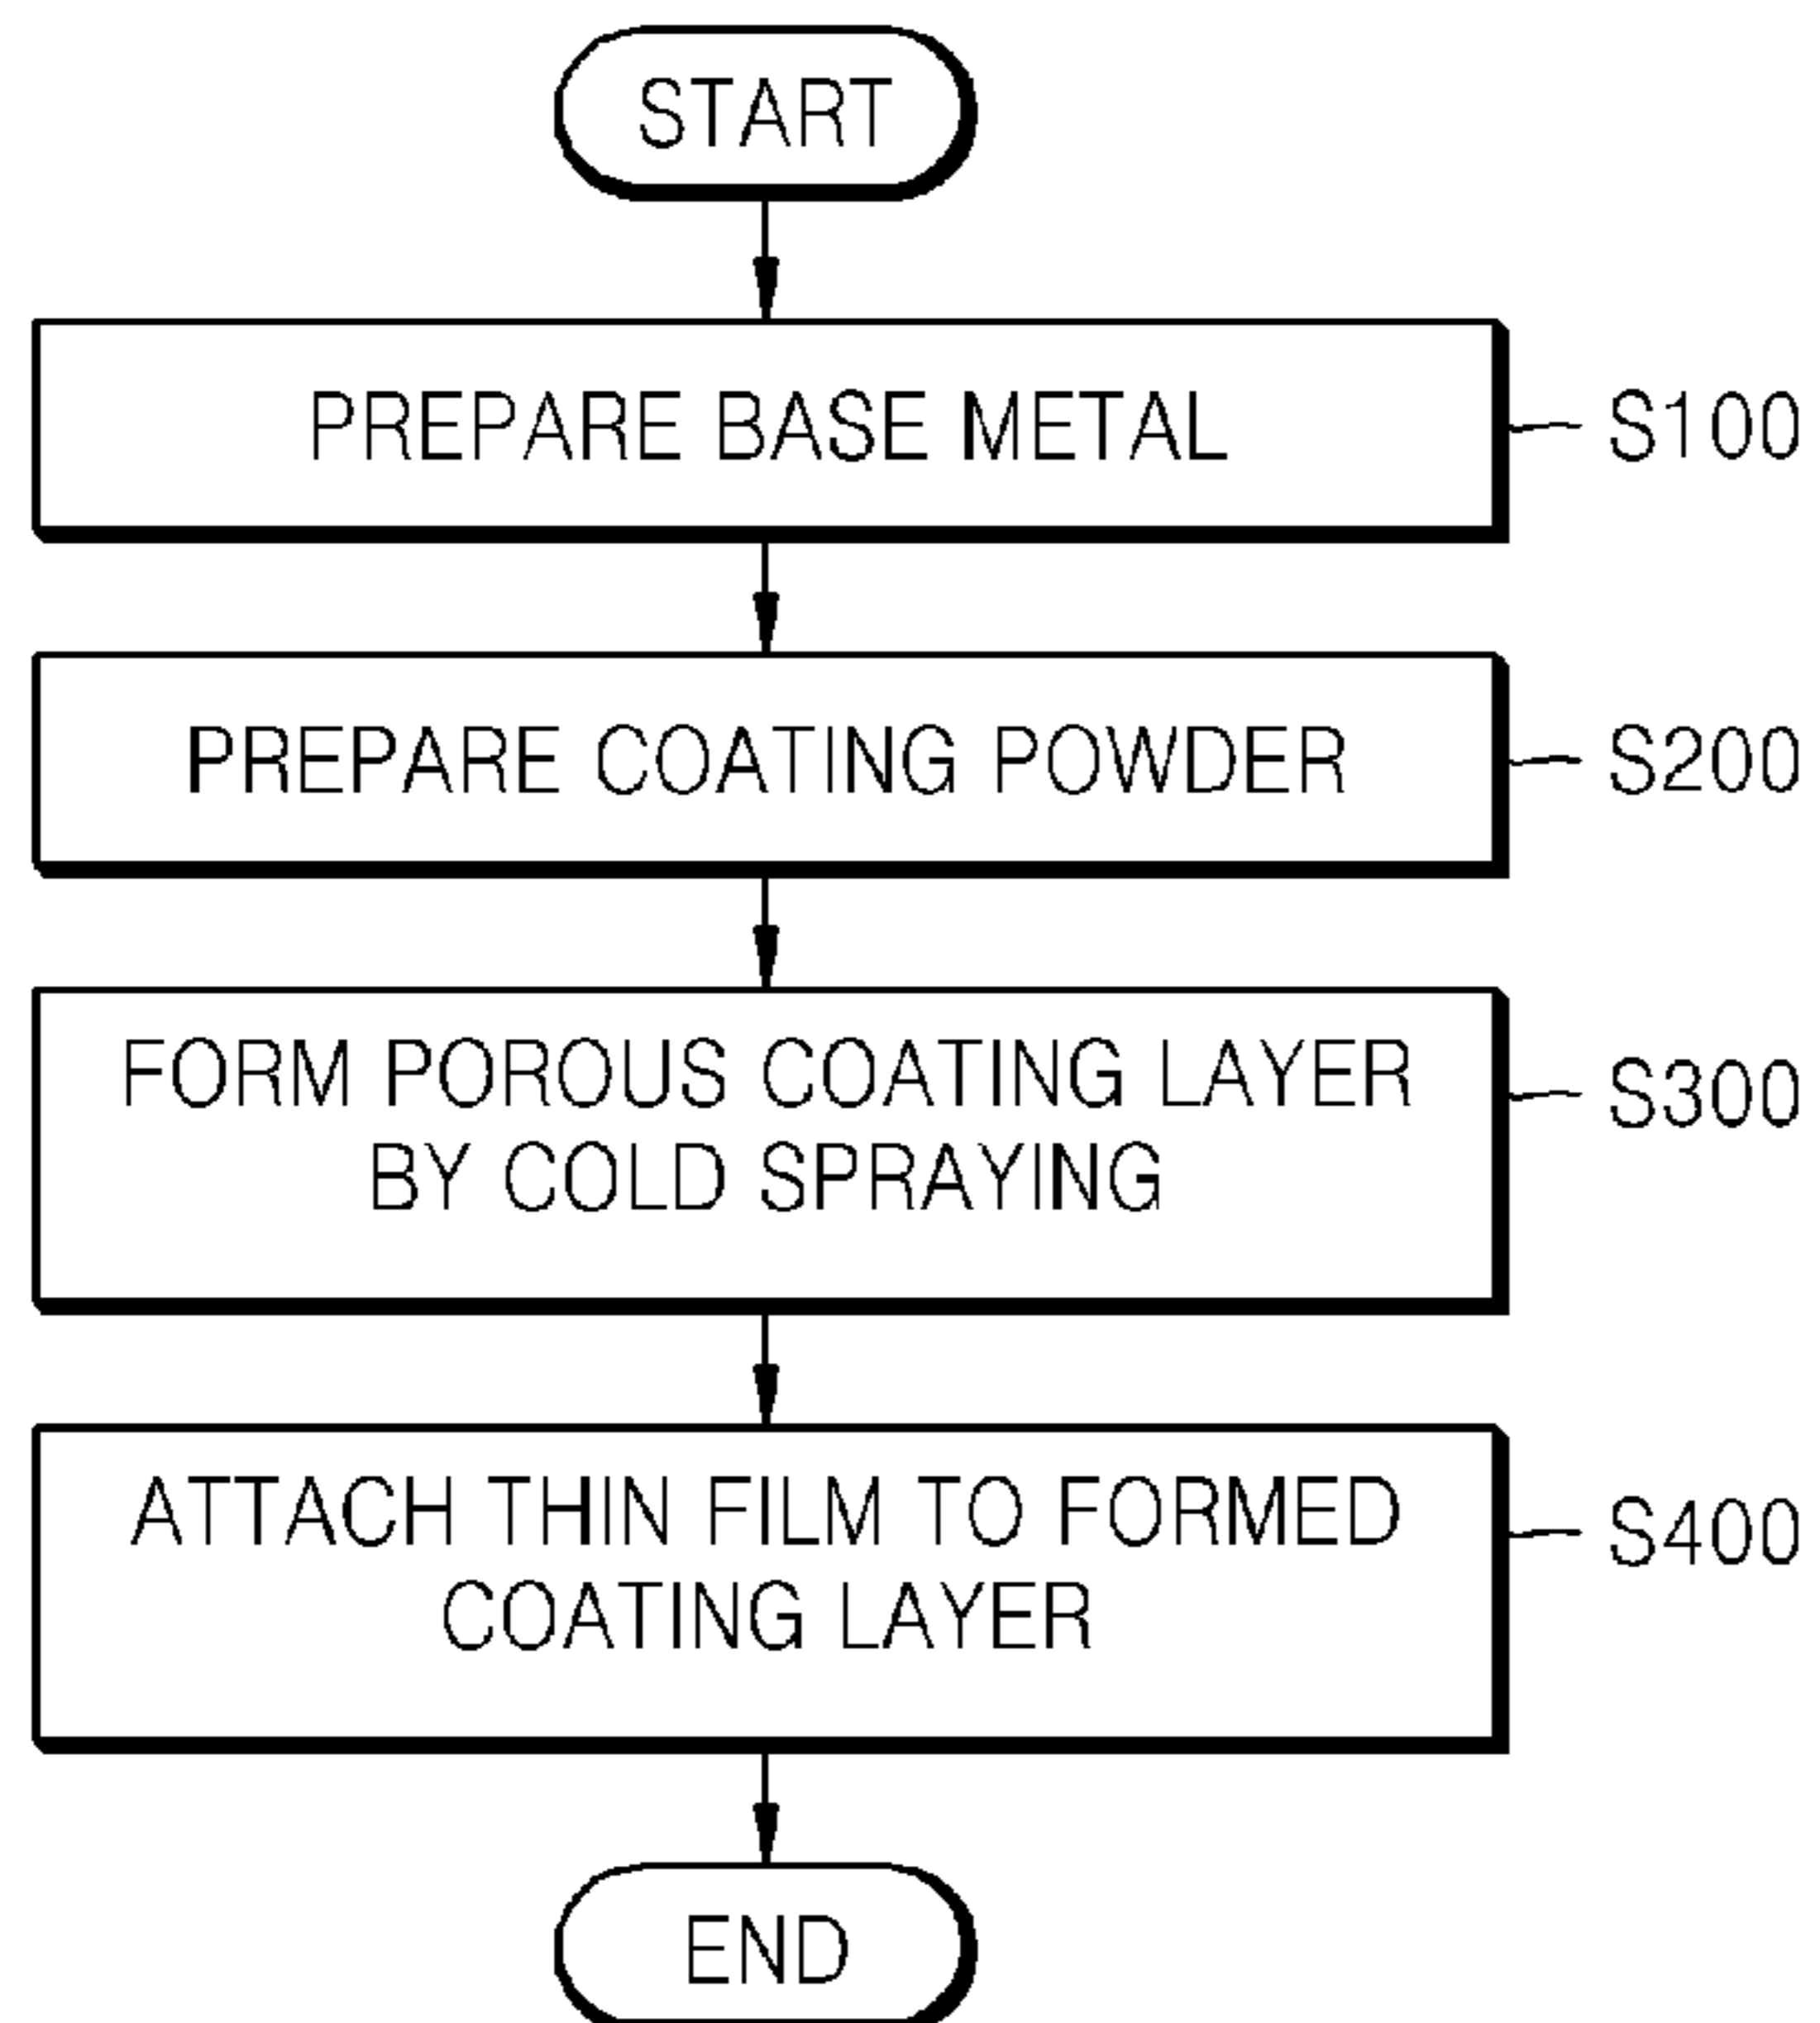 START
PREPARE BASE METAL
S100
PREPARE COATING POWDER
S200
FORM POROUS COATING LAYER
BY COLD SPRAYING
S300
ATTACH THIN FILM TO FORMED
COATING LAYER
S400
END